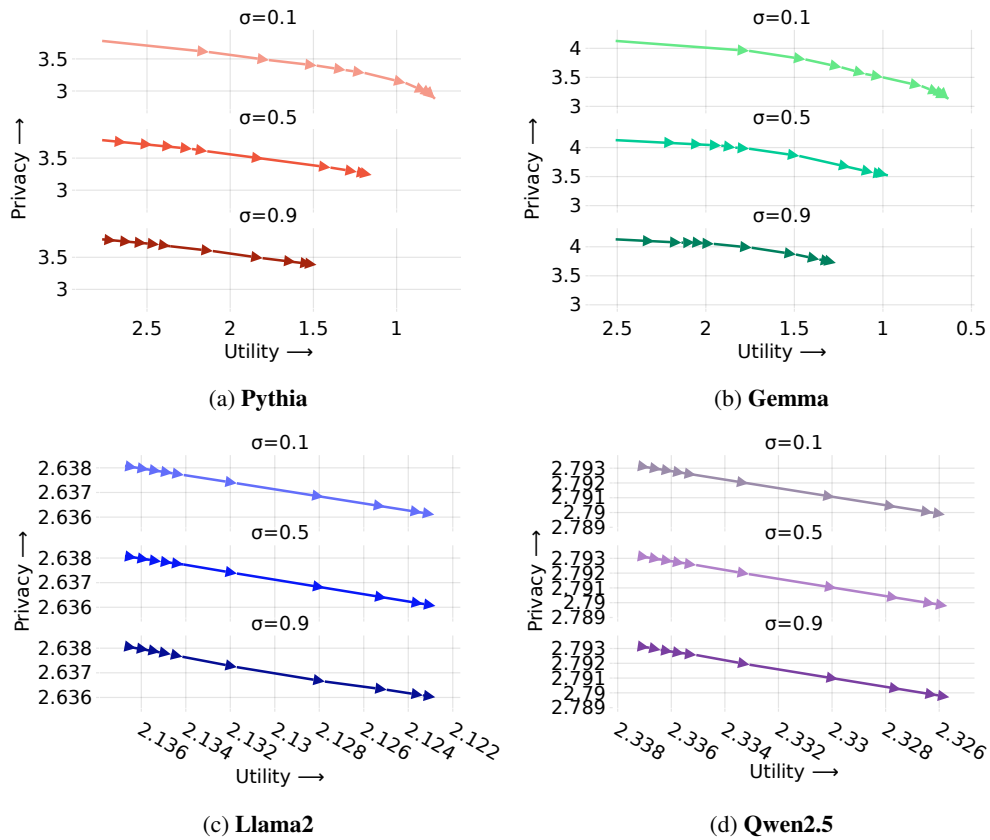 σ=0.1
3.5
3
σ=0.5
3.5
3
σ=0.9
3.5
3
2.5 2 1.5 1
Privacy ⟶
Utility ⟶
(a) Pythia
σ=0.1
4
3.5
3
σ=0.5
4
3.5
3
σ=0.9
4
3.5
3
2.5 2 1.5 1 0.5
Privacy ⟶
Utility ⟶
(b) Gemma
σ=0.1
2.638
2.637
2.636
σ=0.5
2.638
2.637
2.636
σ=0.9
2.638
2.637
2.636
2.136 2.134 2.132 2.13 2.128 2.126 2.124 2.122
Privacy ⟶
Utility ⟶
(c) Llama2
σ=0.1
2.793
2.792
2.791
2.79
2.789
σ=0.5
2.793
2.792
2.791
2.79
2.789
σ=0.9
2.793
2.792
2.791
2.79
2.789
2.338 2.336 2.334 2.332 2.33 2.328 2.326
Privacy ⟶
Utility ⟶
(d) Qwen2.5